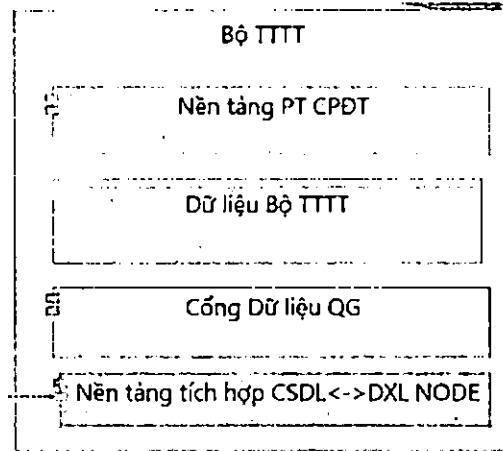 Bộ TTTT
Nền tảng PT CPĐT
Dữ liệu Bộ TTTT
Cổng Dữ liệu QG
Nền tảng tích hợp CSDL<->DXL NODE